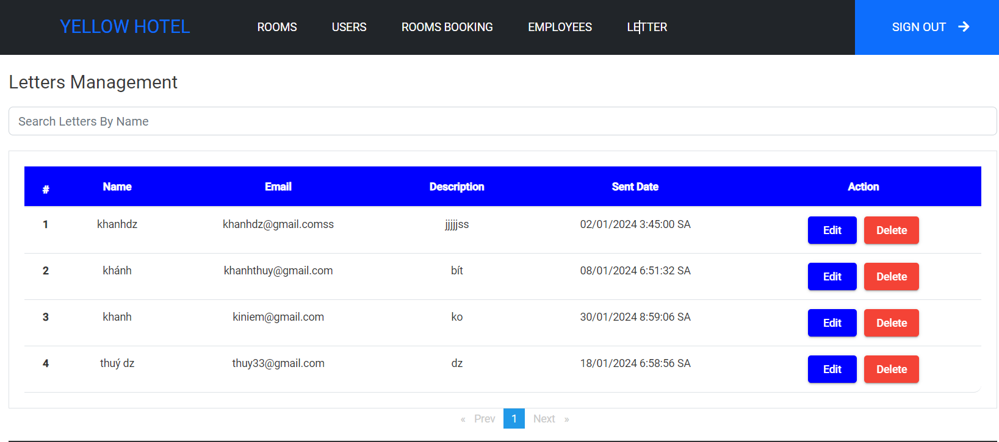 YELLOW HOTEL ROOMS USERS ROOMS BOOKING EMPLOYEES LETTER SIGN OUT →
Letters Management
Search Letters By Name
# Name Email Description Sent Date Action
1 khanhdz khanhdz@gmail.comss jjjjjss 02/01/2024 3:45:00 SA Edit Delete
2 khánh khanhthuy@gmail.com bít 08/01/2024 6:51:32 SA Edit Delete
3 khanh kiniem@gmail.com ko 30/01/2024 8:59:06 SA Edit Delete
4 thuý dz thuy33@gmail.com dz 18/01/2024 6:58:56 SA Edit Delete
« Prev 1 Next »